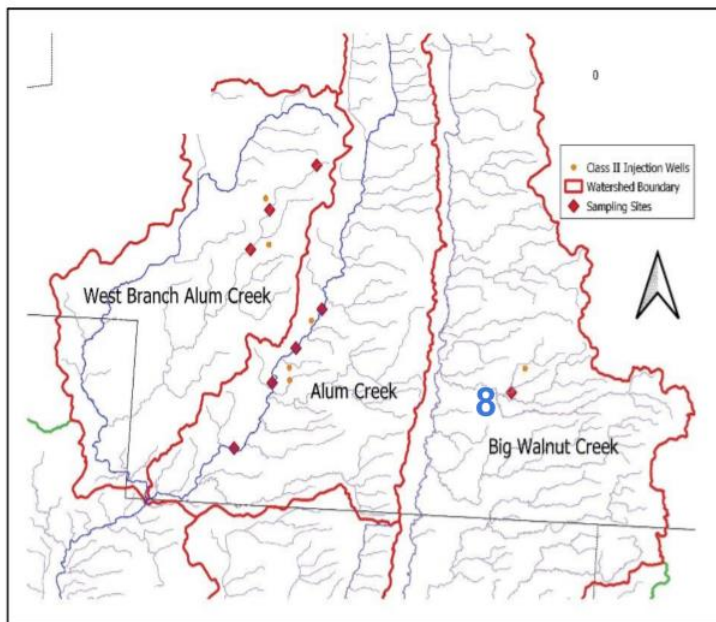 0
Class II Injection Wells
Watershed Boundary
Sampling Sites
West Branch Alum Creek
Alum Creek
8
Big Walnut Creek